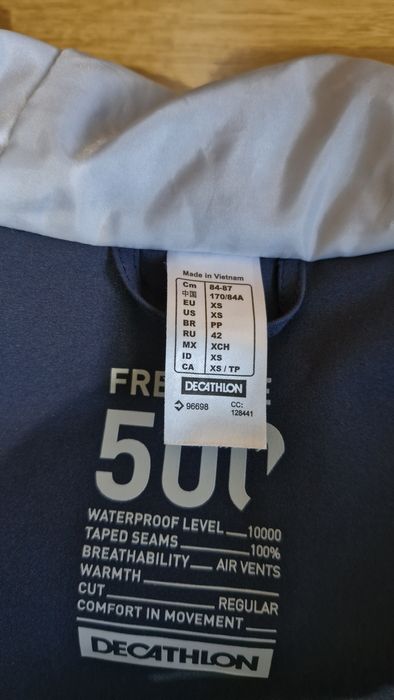 Made in Vietnam
Cm 84-87
中国 170/84A
EU XS
US XS
BR PP
RU 42
MX XCH
ID XS
CA XS / TP
DECATHLON
96698 CC: 128441
500
WATERPROOF LEVEL 10000
TAPED SEAMS 100%
BREATHABILITY AIR VENTS
WARMTH
CUT REGULAR
COMFORT IN MOVEMENT
DECATHLON